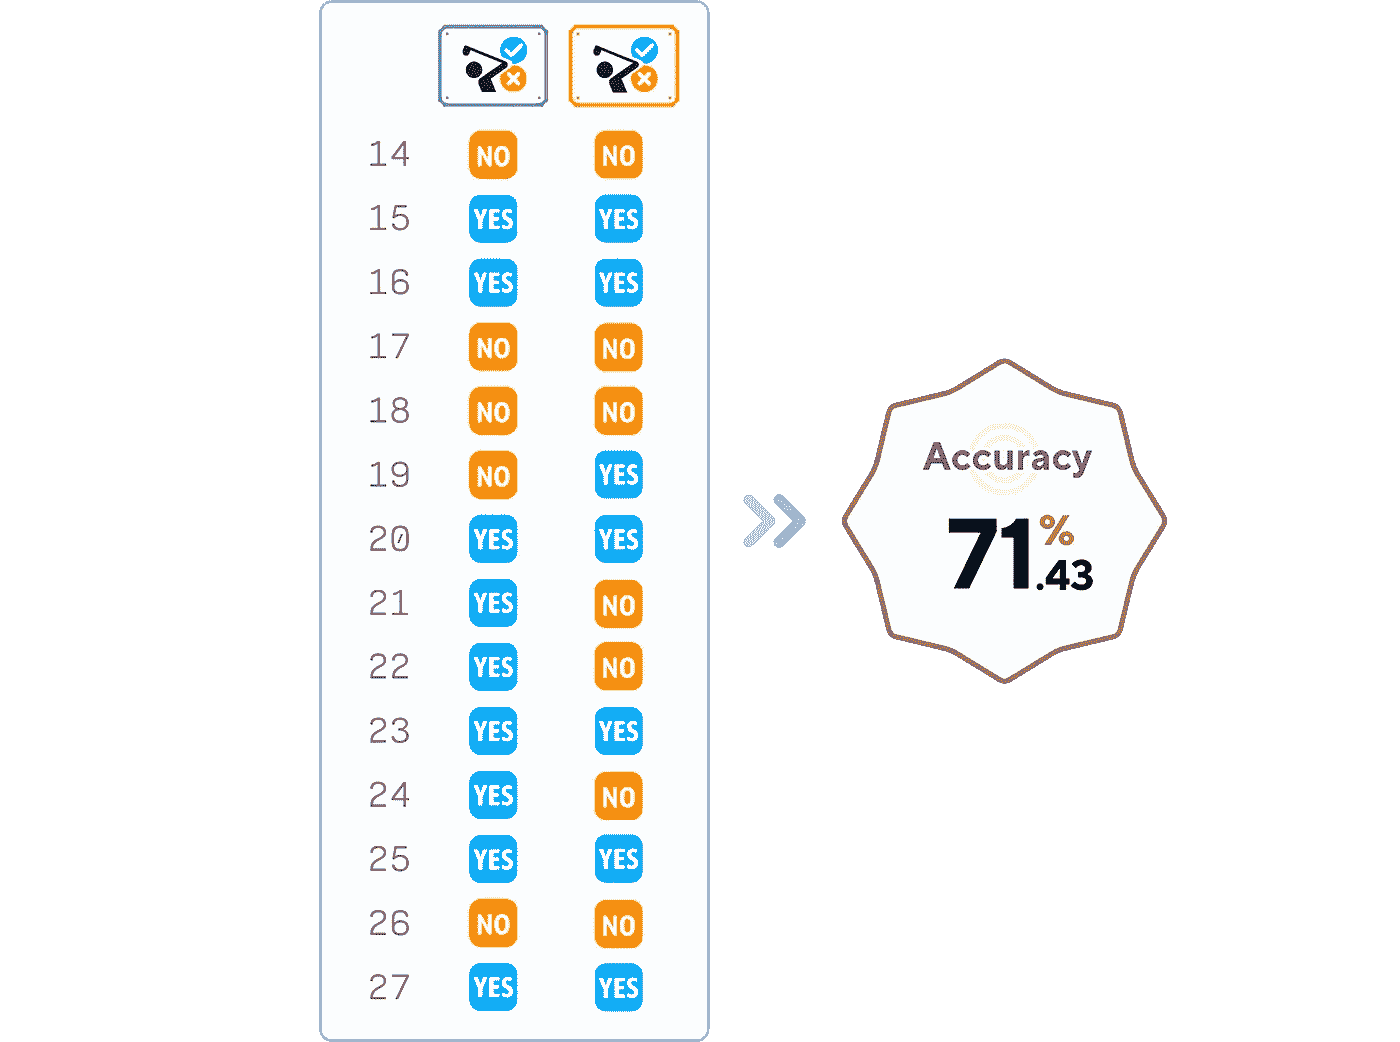 14 NO NO
15 YES YES
16 YES YES
17 NO NO
18 NO NO
19 NO YES
20 YES YES
21 YES NO
22 YES NO
23 YES YES
24 YES NO
25 YES YES
26 NO NO
27 YES YES
Accuracy
71.43%